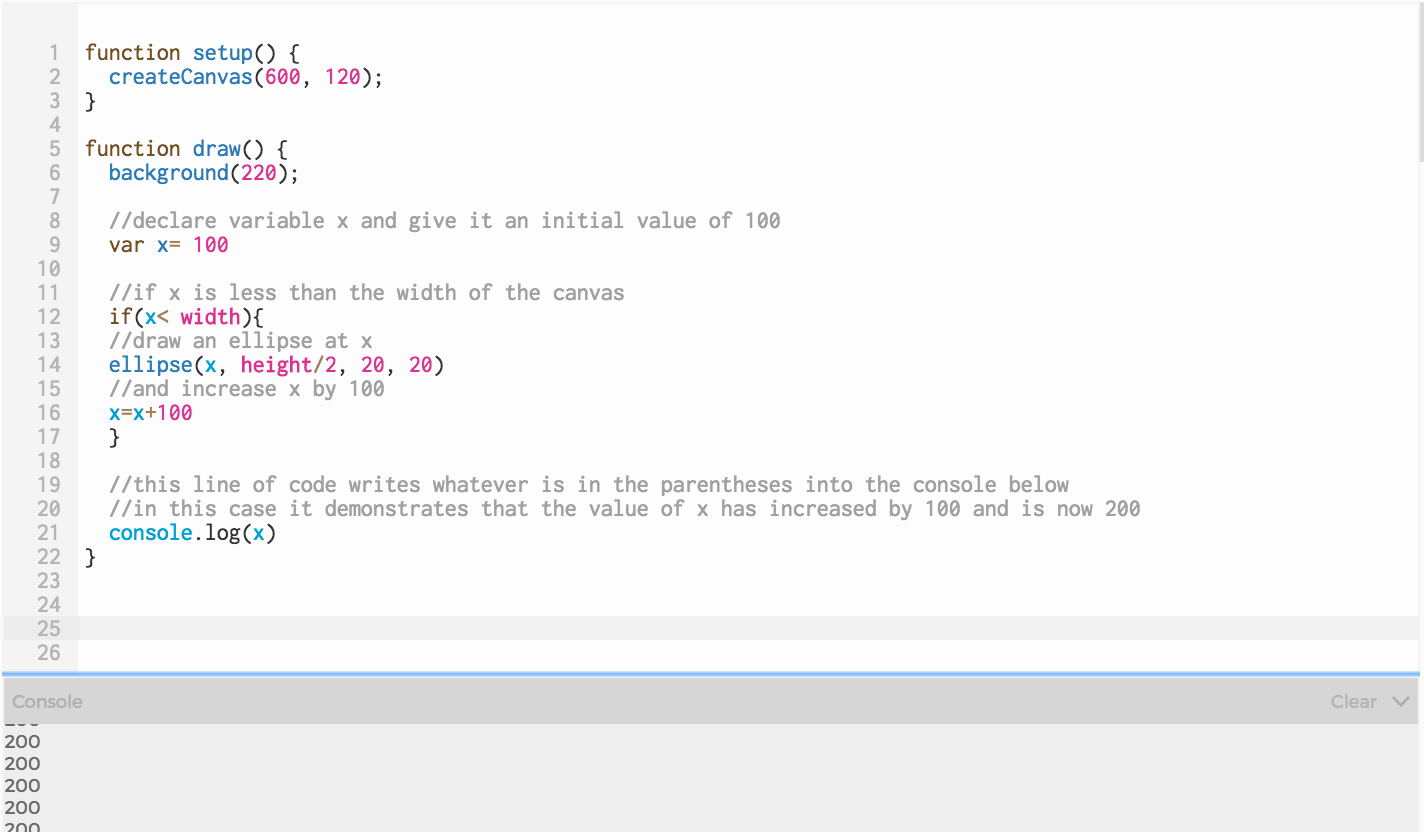 1 function setup() {
2 createCanvas(600, 120);
3 }
4
5 function draw() {
6 background(220);
7
8 //declare variable x and give it an initial value of 100
9 var x= 100
10
11 //if x is less than the width of the canvas
12 if(x< width){
13 //draw an ellipse at x
14 ellipse(x, height/2, 20, 20)
15 //and increase x by 100
16 x=x+100
17 }
18
19 //this line of code writes whatever is in the parentheses into the console below
20 //in this case it demonstrates that the value of x has increased by 100 and is now 200
21 console.log(x)
22 }
23
24
25
26
Console Clear
200
200
200
200
200